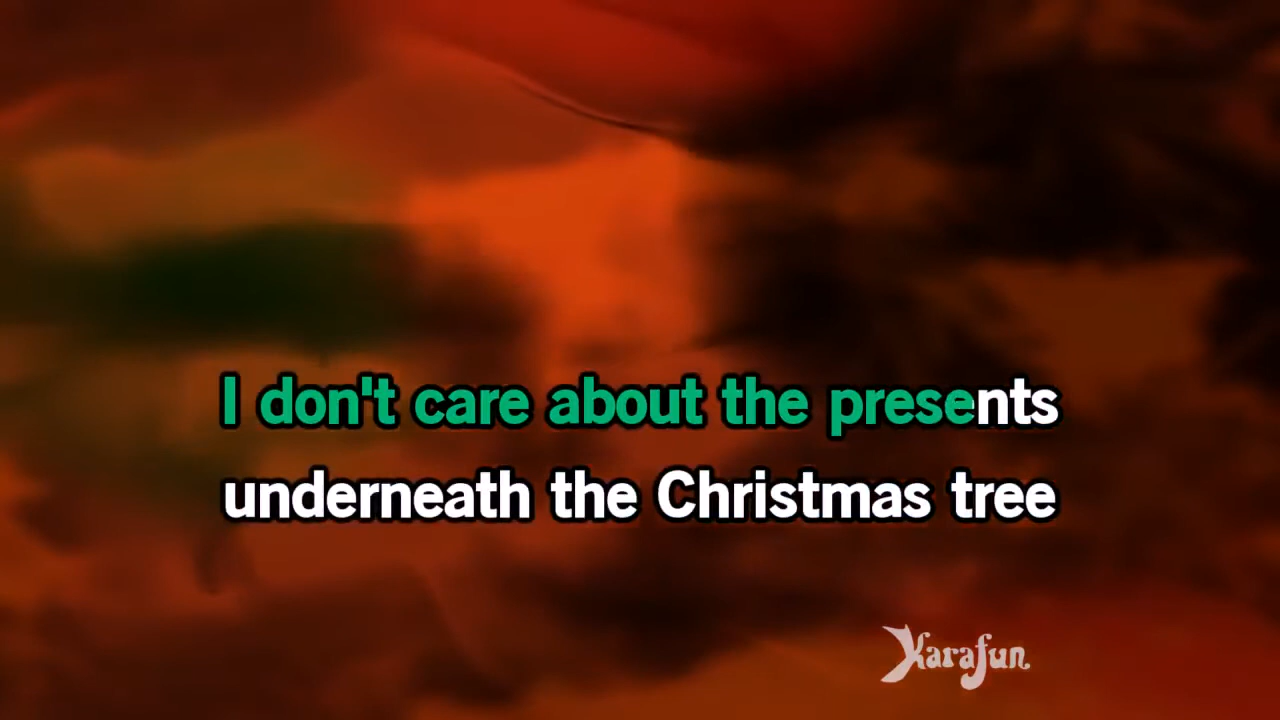 I don't care about the presents
underneath the Christmas tree
Karafun